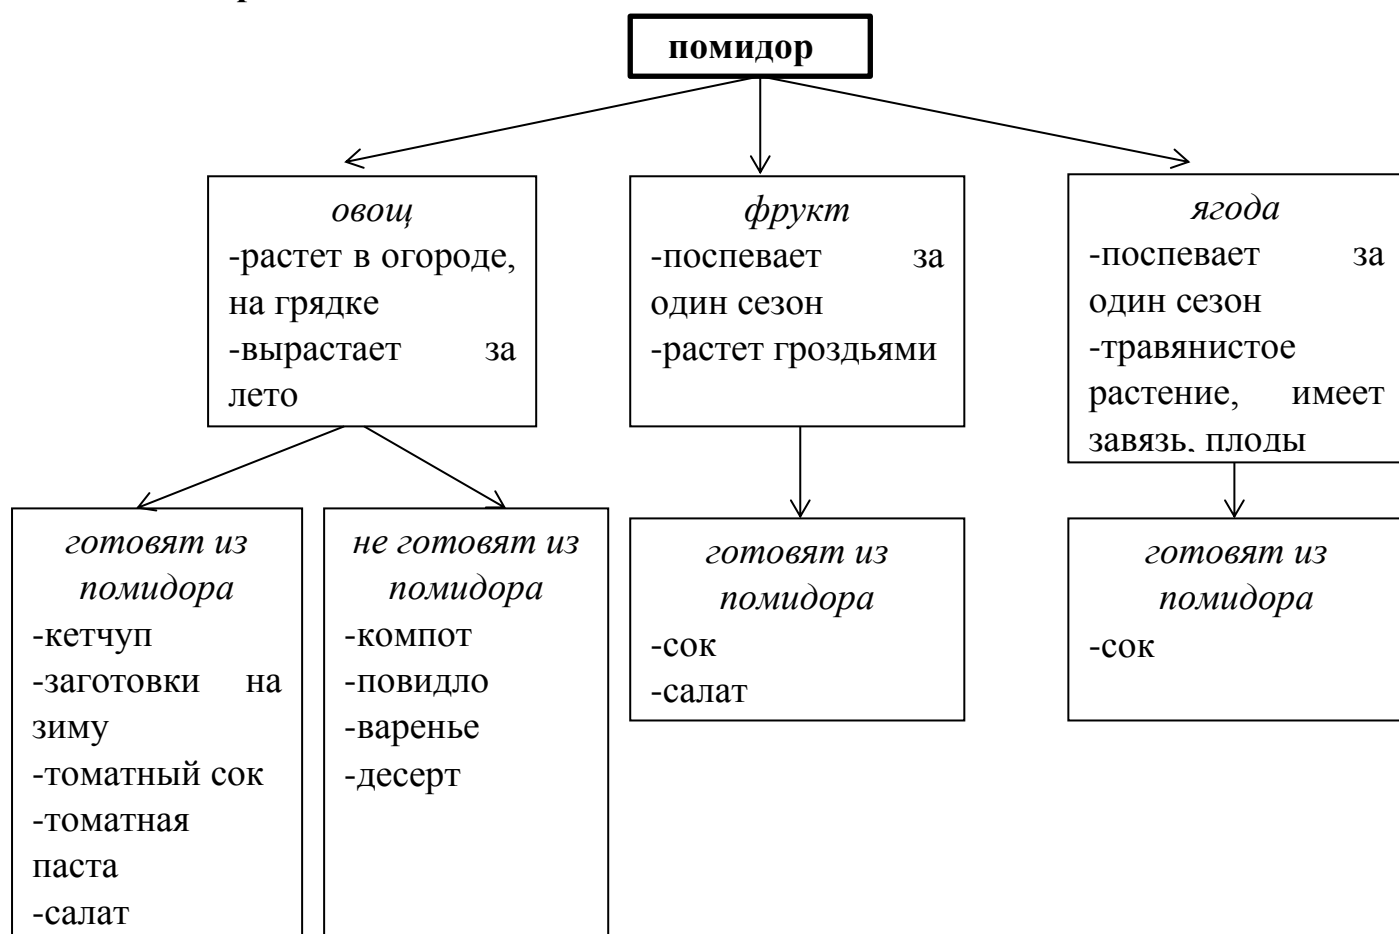 помидор
овощ
-растет в огороде,
на грядке
-вырастает за
лето
фрукт
-поспевает за
один сезон
-растет гроздьями
ягода
-поспевает за
один сезон
-травянистое
растение, имеет
завязь, плоды
готовят из
помидора
-кетчуп
-заготовки на
зиму
-томатный сок
-томатная
паста
-салат
не готовят из
помидора
-компот
-повидло
-варенье
-десерт
готовят из
помидора
-сок
-салат
готовят из
помидора
-сок